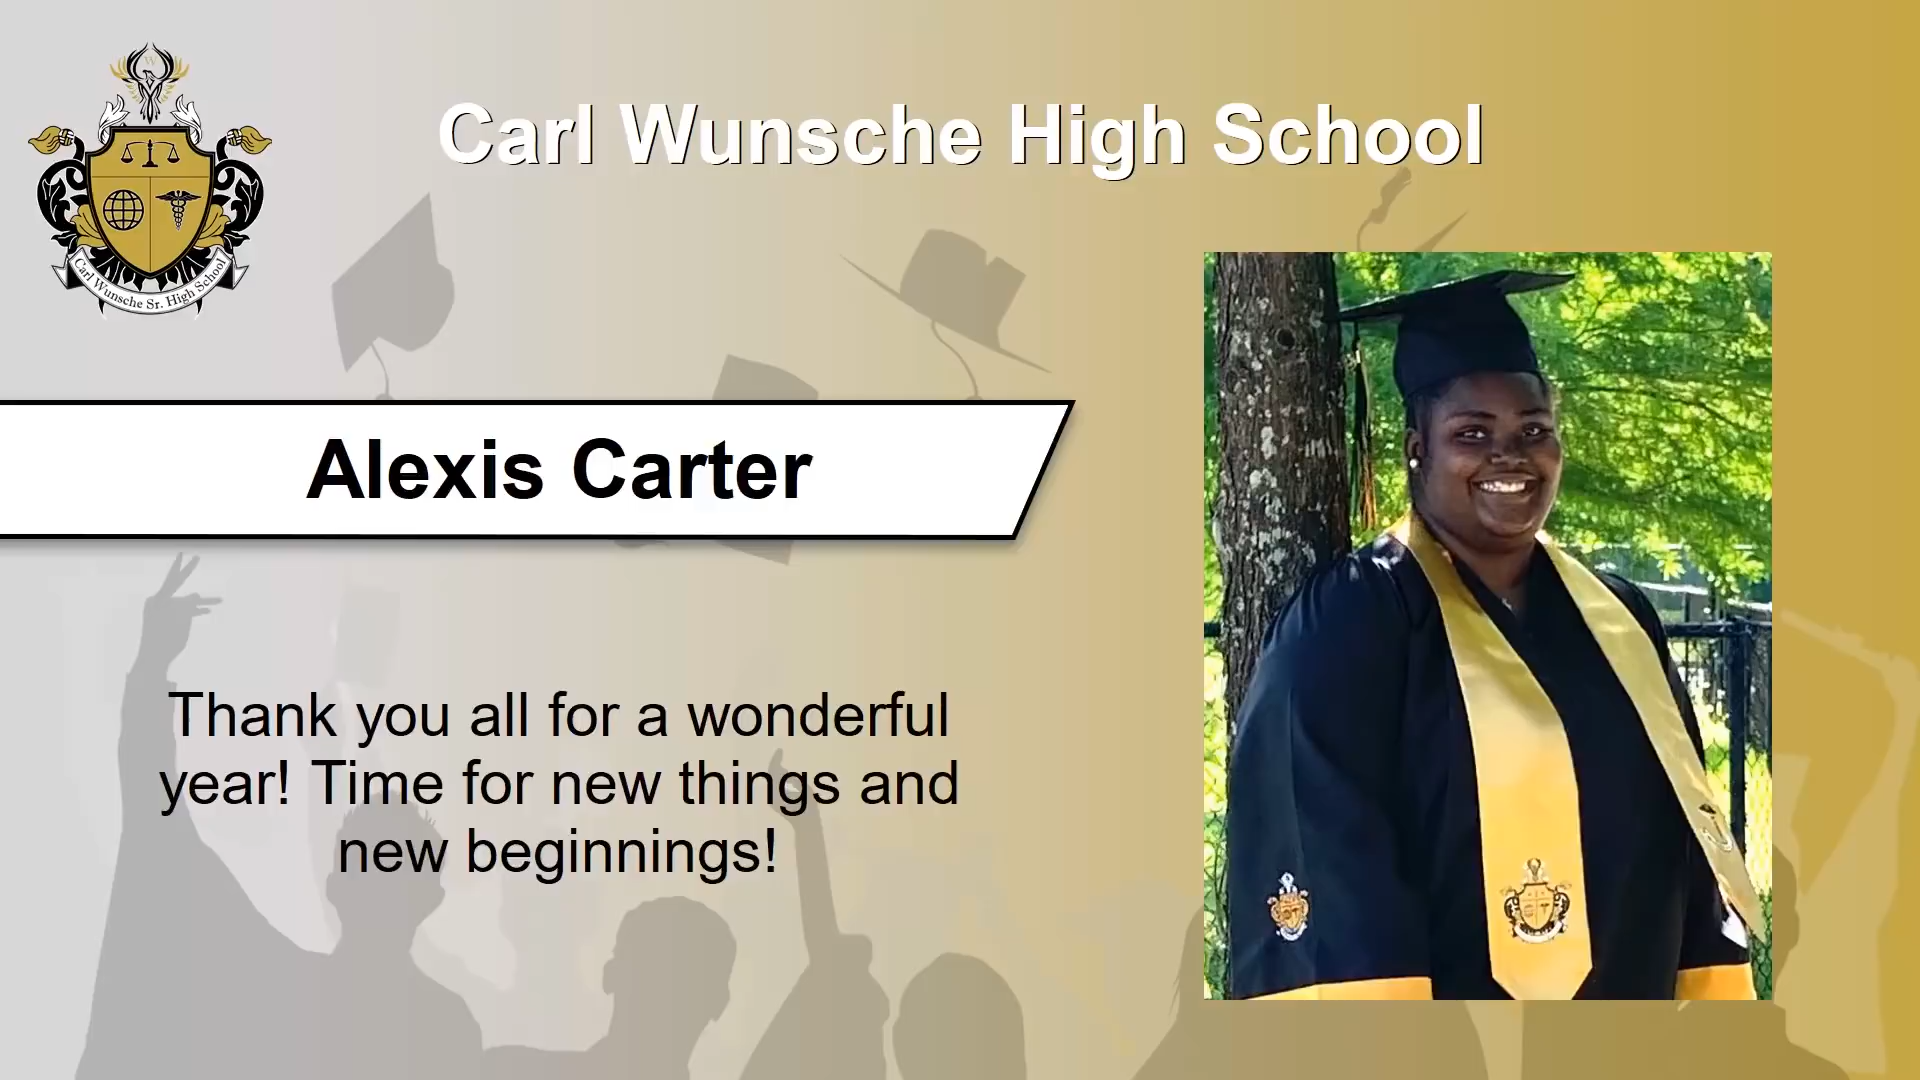 Carl Wunsche High School
W
Carl Wunsche Sr. High School
Alexis Carter
Thank you all for a wonderful
year! Time for new things and
new beginnings!